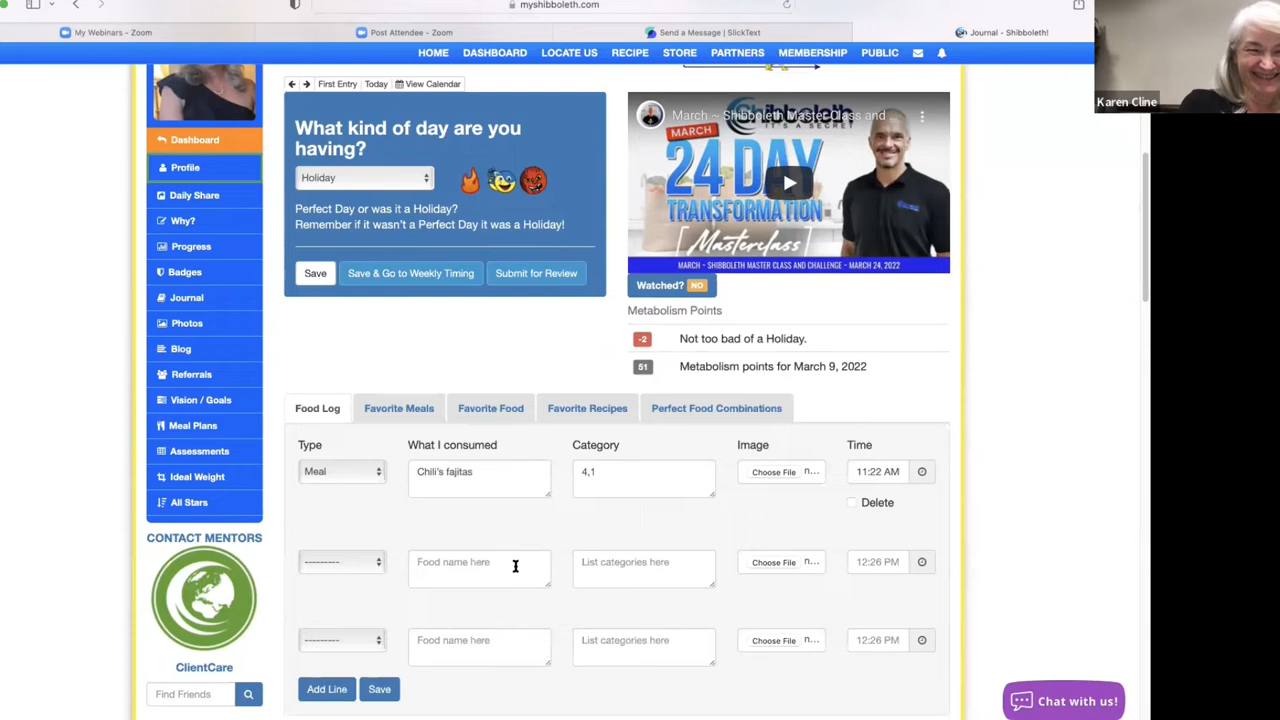 myshibboleth.com
My Webinars - Zoom
Post Attendee - Zoom
Send a Message | SlickText
Journal - Shibboleth!
HOME DASHBOARD LOCATE US RECIPE STORE PARTNERS MEMBERSHIP PUBLIC
Karen Cline
First Entry Today View Calendar
What kind of day are you
having?
Holiday
Perfect Day or was it a Holiday?
Remember if it wasn't a Perfect Day it was a Holiday!
Save Save & Go to Weekly Timing Submit for Review
March ~ Shibboleth Master Class and ...
Shibboleth
IT'S A SECRET
MARCH
24 DAY
TRANSFORMATION
Masterclass
MARCH ~ SHIBBOLETH MASTER CLASS AND CHALLENGE - MARCH 24, 2022
Watched? NO
Metabolism Points
-2 Not too bad of a Holiday.
51 Metabolism points for March 9, 2022
Dashboard
Profile
Daily Share
Why?
Progress
Badges
Journal
Photos
Blog
Referrals
Vision / Goals
Meal Plans
Assessments
Ideal Weight
All Stars
CONTACT MENTORS
ClientCare
Find Friends
Food Log Favorite Meals Favorite Food Favorite Recipes Perfect Food Combinations
Type What I consumed Category Image Time
Meal Chili's fajitas 4,1 Choose File n... 11:22 AM
Delete
--------- Food name here List categories here Choose File n... 12:26 PM
--------- Food name here List categories here Choose File n... 12:26 PM
Add Line Save
Chat with us!